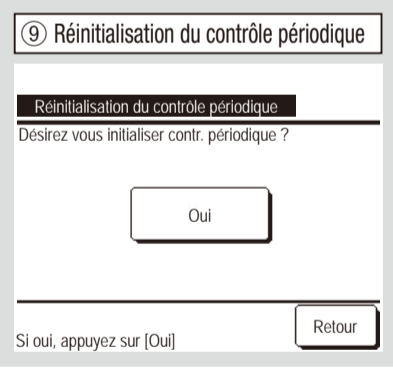 ⑨ Réinitialisation du contrôle périodique
Réinitialisation du contrôle périodique
Désirez vous initialiser contr. périodique ?
Oui
Retour
Si oui, appuyez sur [Oui]